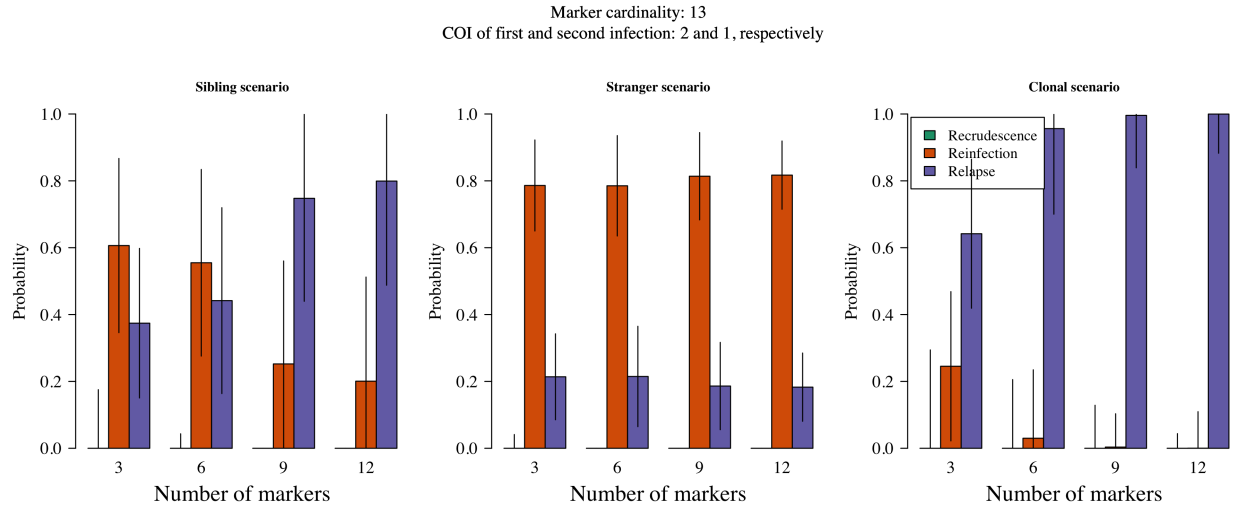 Marker cardinality: 13
COI of first and second infection: 2 and 1, respectively
Sibling scenario
Probability
1.0
0.8
0.6
0.4
0.2
0.0
3 6 9 12
Number of markers
Stranger scenario
Probability
1.0
0.8
0.6
0.4
0.2
0.0
3 6 9 12
Number of markers
Clonal scenario
Probability
1.0
0.8
0.6
0.4
0.2
0.0
Recrudescence
Reinfection
Relapse
3 6 9 12
Number of markers